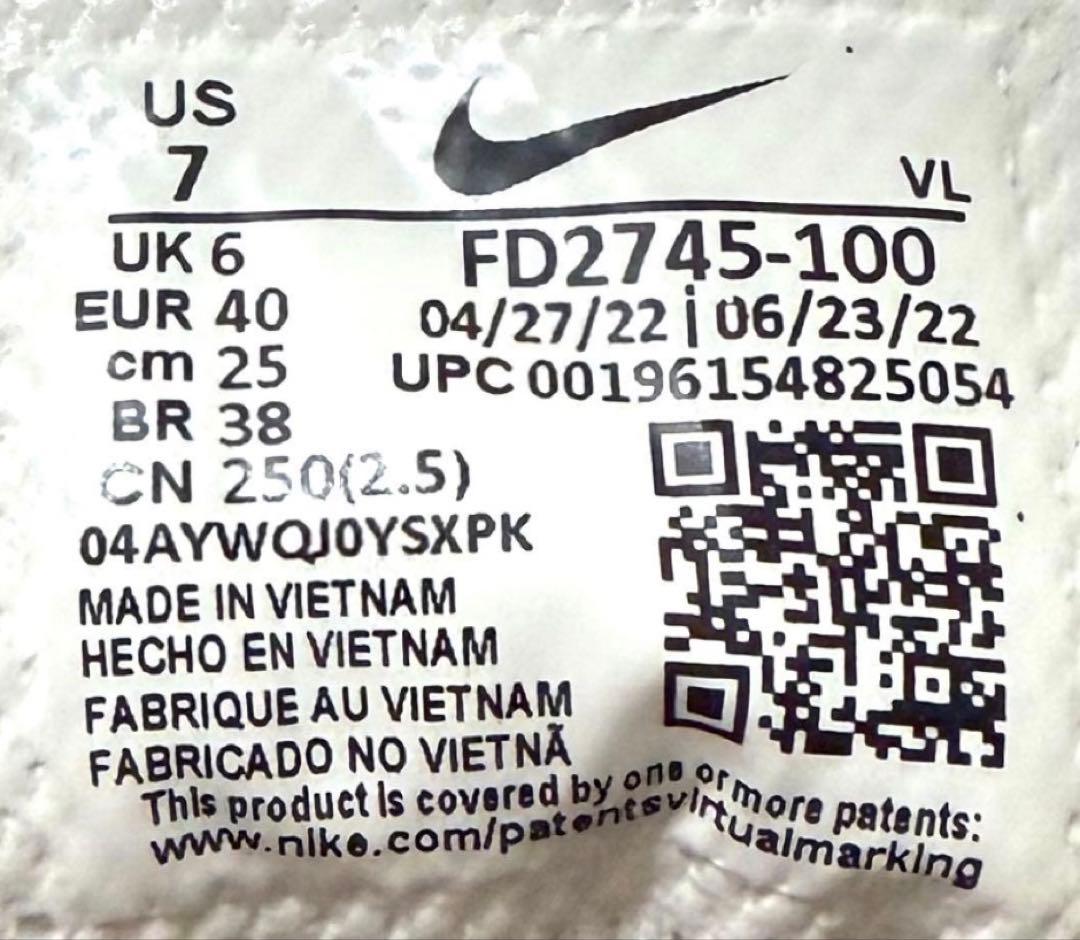 US
7
VL
UK 6
FD2745-100
EUR 40
04/27/22 | 06/23/22
cm 25
UPC 00196154825054
BR 38
CN 250(2.5)
04AYWQJ0YSXPK
MADE IN VIETNAM
HECHO EN VIETNAM
FABRIQUE AU VIETNAM
FABRICADO NO VIETNÃ
This product is covered by one or more patents:
www.nike.com/patentsvirtualmarking